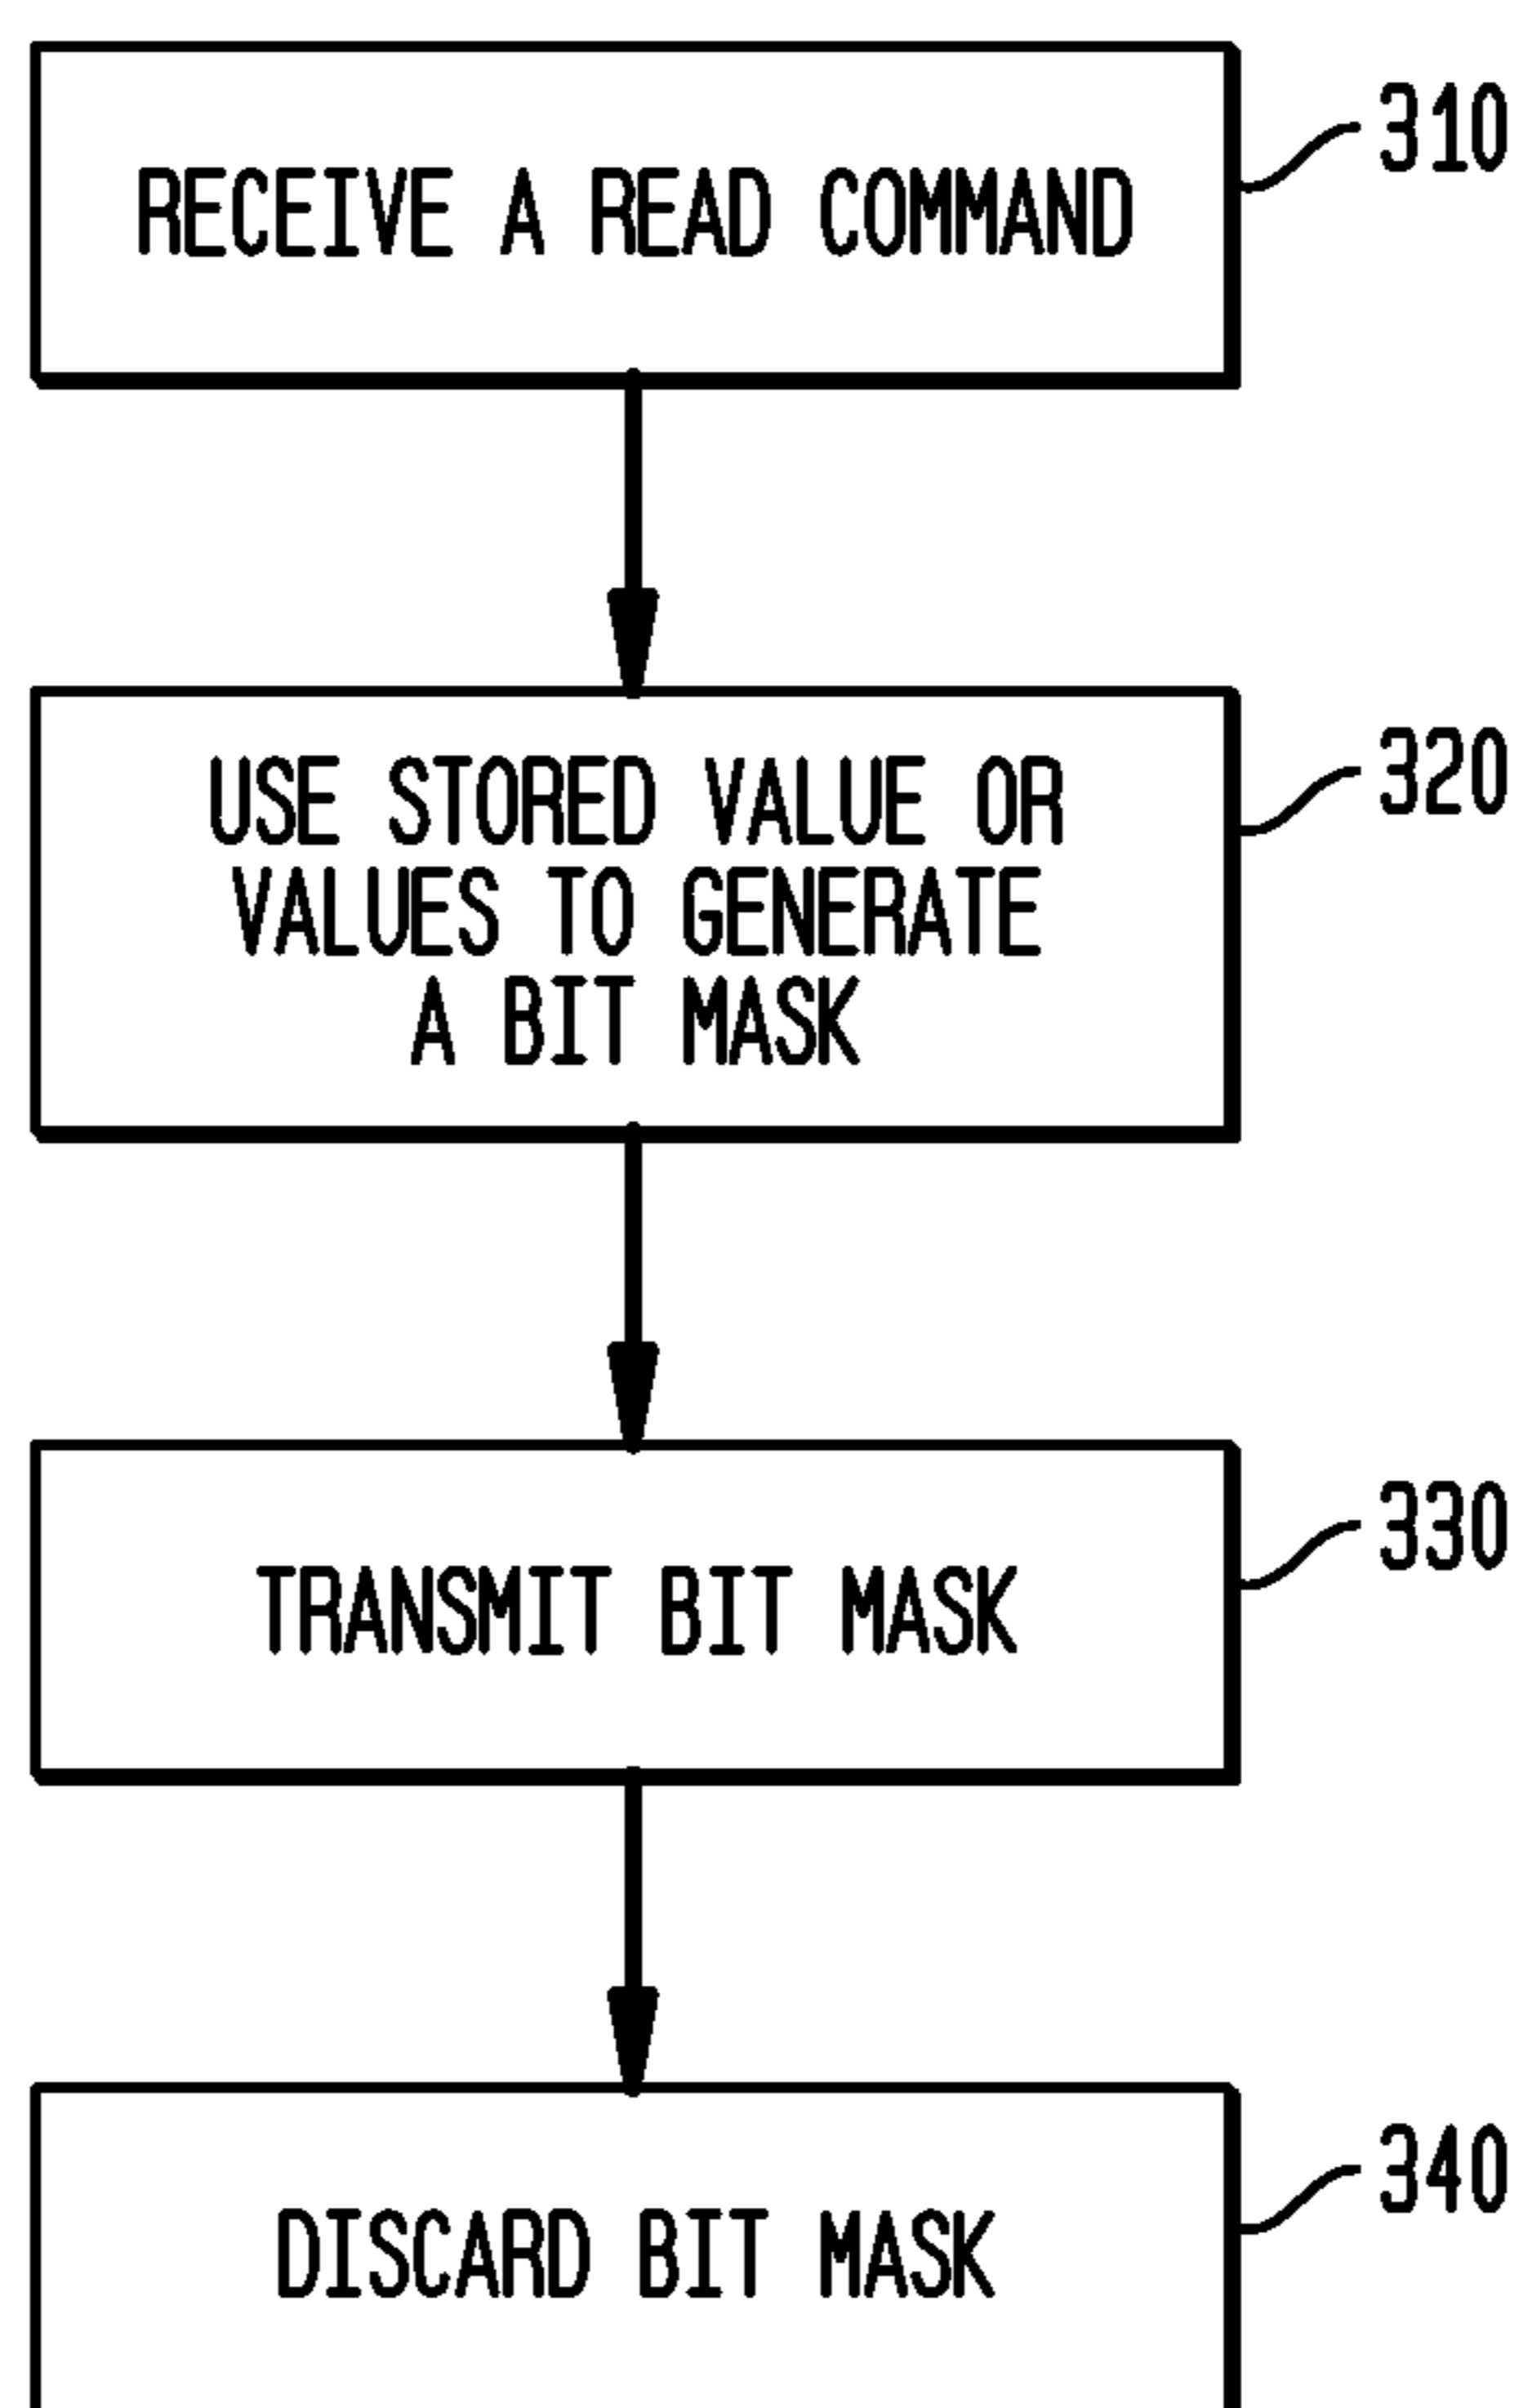 RECEIVE A READ COMMAND
310
USE STORED VALUE OR
VALUES TO GENERATE
A BIT MASK
320
TRANSMIT BIT MASK
330
DISCARD BIT MASK
340